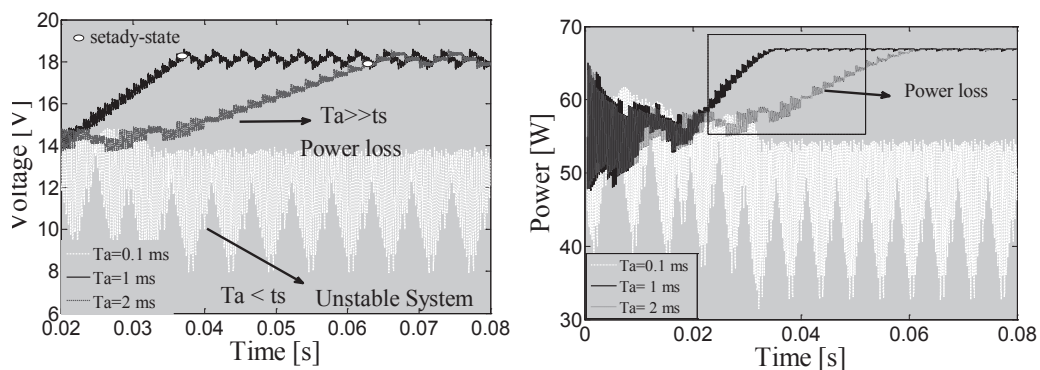 20
18
16
14
12
10
8
6
Voltage [V]
setady-state
Ta>>ts
Power loss
Ta=0.1 ms
Ta=1 ms
Ta=2 ms
Ta < ts
Unstable System
0.02
0.03
0.04
0.05
0.06
0.07
0.08
Time [s]
70
60
50
40
30
Power [W]
Power loss
Ta=0.1 ms
Ta= 1 ms
Ta= 2 ms
0
0.02
0.04
0.06
0.08
Time [s]